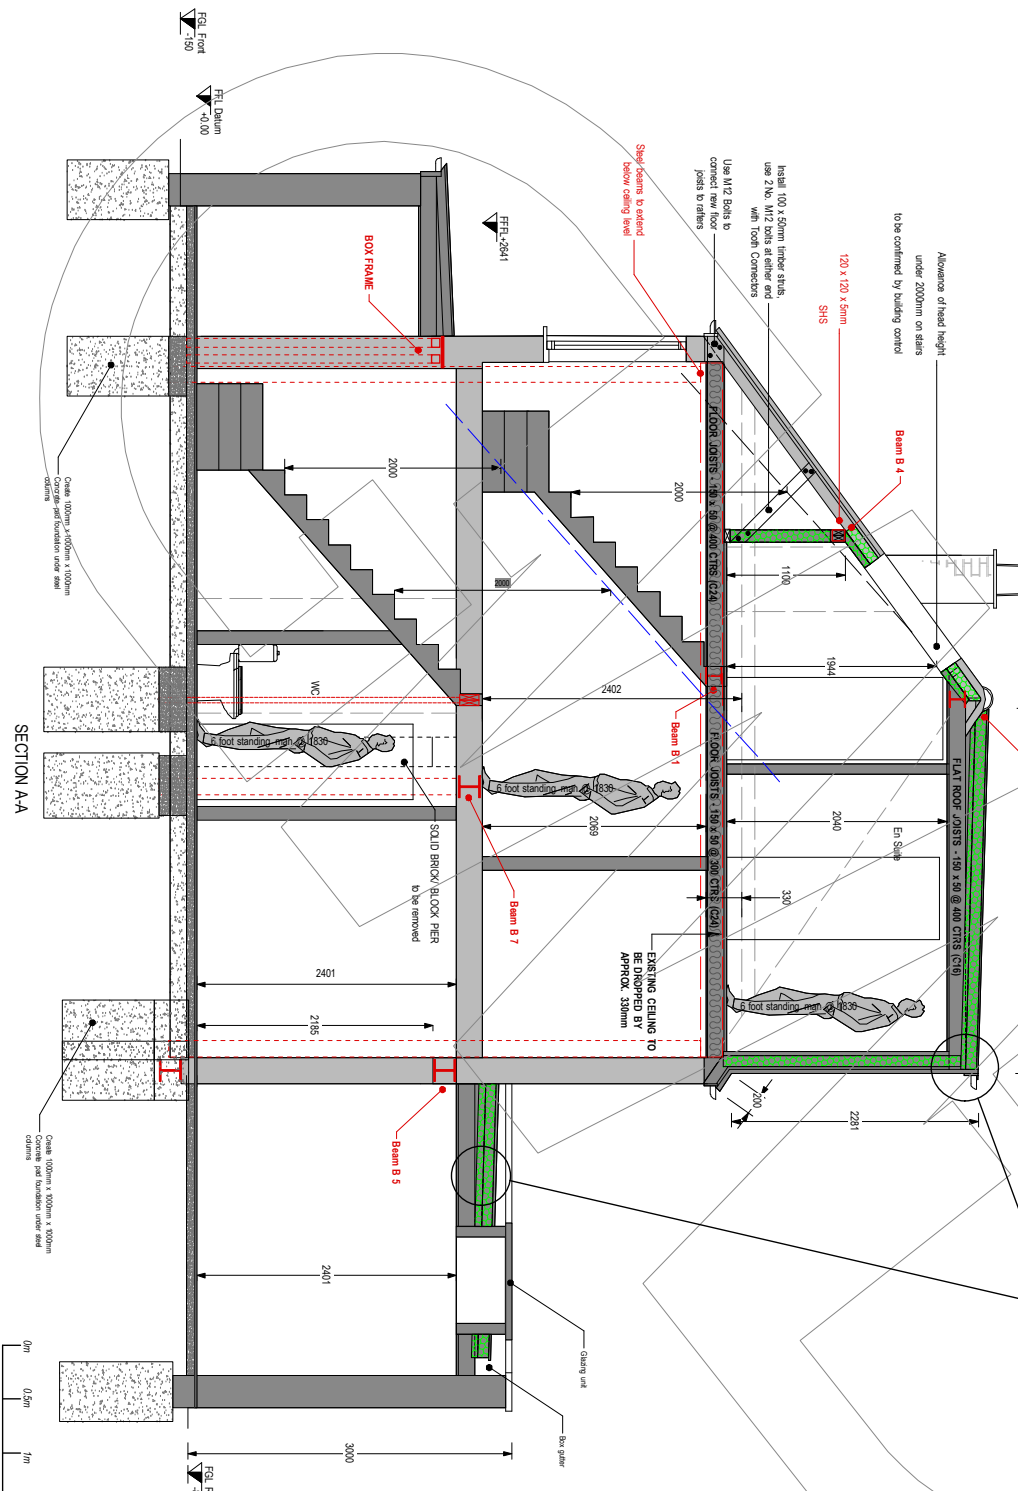 FGL Front
-150
FFL Datum
+0.00
FFFL+2641
Allowance of head height
under 2000mm on stairs
to be confirmed by building control
120 x 120 x 5mm
SHS
Install 100 x 50mm timber struts,
use 2 No. M12 bolts at either end
with Tooth Connectors
Use M12 Bolts to
connect new floor
joists to rafters
Steel beams to extend
below ceiling level
BOX FRAME
Beam B 4
FLOOR JOISTS - 150 x 50 @ 400 CTRS (C24)
FLOOR JOISTS - 150 x 50 @ 300 CTRS (C24)
FLAT ROOF JOISTS - 150 x 50 @ 400 CTRS (C16)
2000
2000
2000
1100
1944
2402
Beam B 1
2040
En Suite
2069
330
6 foot standing man @ 1830
6 foot standing man @ 1830
6 foot standing man @ 1830
WC
EXISTING CEILING TO
BE DROPPED BY
APPROX. 330mm
SOLID BRICK/BLOCK PIER
to be removed
Beam B 7
2401
2185
200
2281
Beam B 5
2401
Glazing unit
Box gutter
3000
Create 1000mm x 1000mm x 1000mm
Concrete pad foundation under steel
columns
Create 1000mm x 1000mm x 1000mm
Concrete pad foundation under steel
columns
SECTION A-A
0m
0.5m
1m
FGL